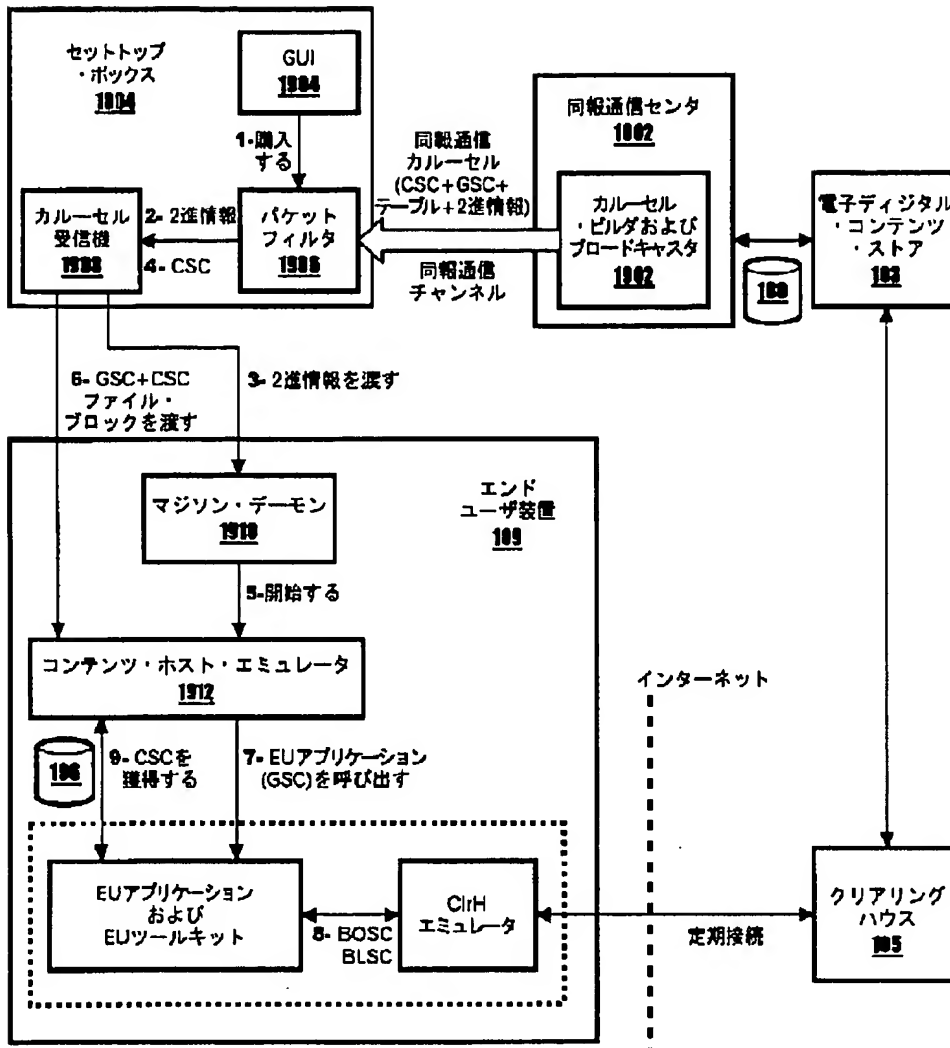 セットトップ
・ボックス
1904
GUI
1984
1-購入
する
カルーセル
受信機
1988
2-2進情報
4-CSC
パケット
フィルタ
1986
同報通信
カルーセル
(CSC+GSC+
テーブル+2進情報)
同報通信
チャンネル
同報通信センタ
1802
カルーセル
・ビルダおよび
ブロードキャスタ
1902
電子ディジタル
・コンテンツ
・ストア
103
6-GSC+CSC
ファイル・
ブロックを渡す
3-2進情報を渡す
マジソン・デーモン
1910
エンド
ユーザ装置
109
5-開始する
コンテンツ・ホスト・エミュレータ
1912
196
9-CSCを
獲得する
7-EUアプリケーション
(GSC)を呼び出す
インターネット
EUアプリケーション
および
EUツールキット
8-BOSC
BLSC
ClrH
エミュレータ
定期接続
クリアリング
ハウス
105